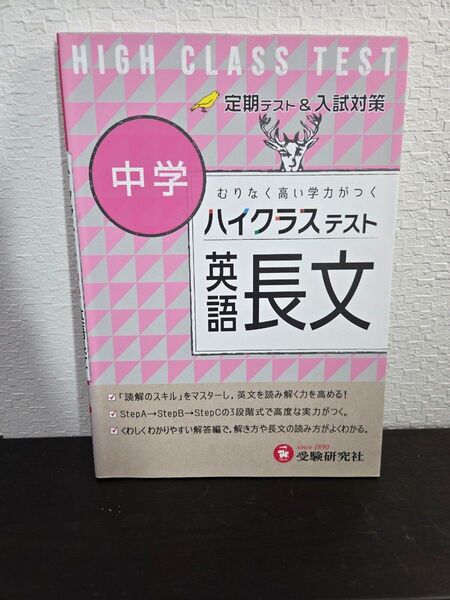 HIGH CLASS TEST
定期テスト&入試対策
中学
むりなく高い学力がつく
ハイクラステスト
英語長文
「読解のスキル」をマスターし,英文を読み解く力を高める!
StepA→StepB→StepCの3段階式で高度な実力がつく。
くわしくわかりやすい解答編で,解き方や長文の読み方がよくわかる。
since 1890
受験研究社